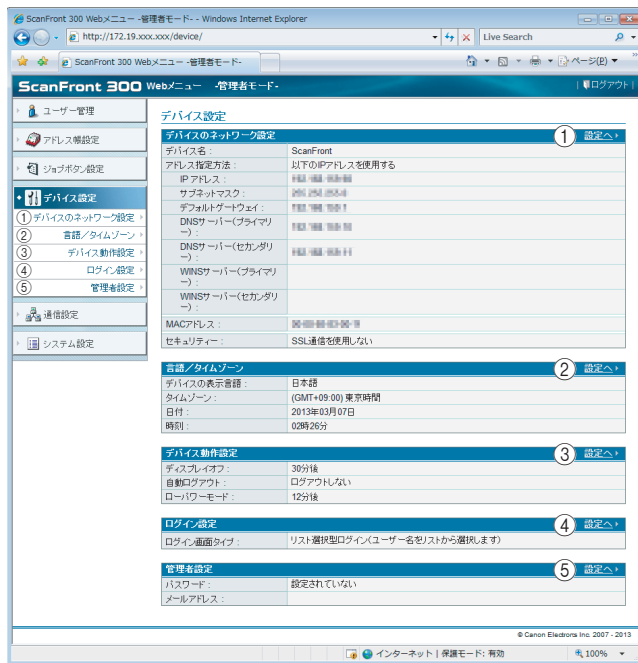 ScanFront 300 Webメニュー -管理者モード- - Windows Internet Explorer
http://172.19.xxx.xxx/device/
Live Search
ScanFront 300 Webメニュー -管理者モード-
ページ(P)
ScanFront 300 Webメニュー -管理者モード-
ログアウト
ユーザー管理
アドレス帳設定
ジョブボタン設定
デバイス設定
① デバイスのネットワーク設定
② 言語/タイムゾーン
③ デバイス動作設定
④ ログイン設定
⑤ 管理者設定
通信設定
システム設定
デバイス設定
デバイスのネットワーク設定 ① 設定へ
デバイス名: ScanFront
アドレス指定方法: 以下のIPアドレスを使用する
IPアドレス:
サブネットマスク:
デフォルトゲートウェイ:
DNSサーバー(プライマリ
ー):
DNSサーバー(セカンダリ
ー):
WINSサーバー(プライマリ
ー):
WINSサーバー(セカンダリ
ー):
MACアドレス:
セキュリティー: SSL通信を使用しない
言語/タイムゾーン ② 設定へ
デバイスの表示言語: 日本語
タイムゾーン: (GMT+09:00) 東京時間
日付: 2013年03月07日
時刻: 02時26分
デバイス動作設定 ③ 設定へ
ディスプレイオフ: 30分後
自動ログアウト: ログアウトしない
ローパワーモード: 12分後
ログイン設定 ④ 設定へ
ログイン画面タイプ: リスト選択型ログイン(ユーザー名をリストから選択します)
管理者設定 ⑤ 設定へ
パスワード: 設定されていない
メールアドレス:
© Canon Electrons Inc. 2007 - 2013
インターネット | 保護モード: 有効
100%